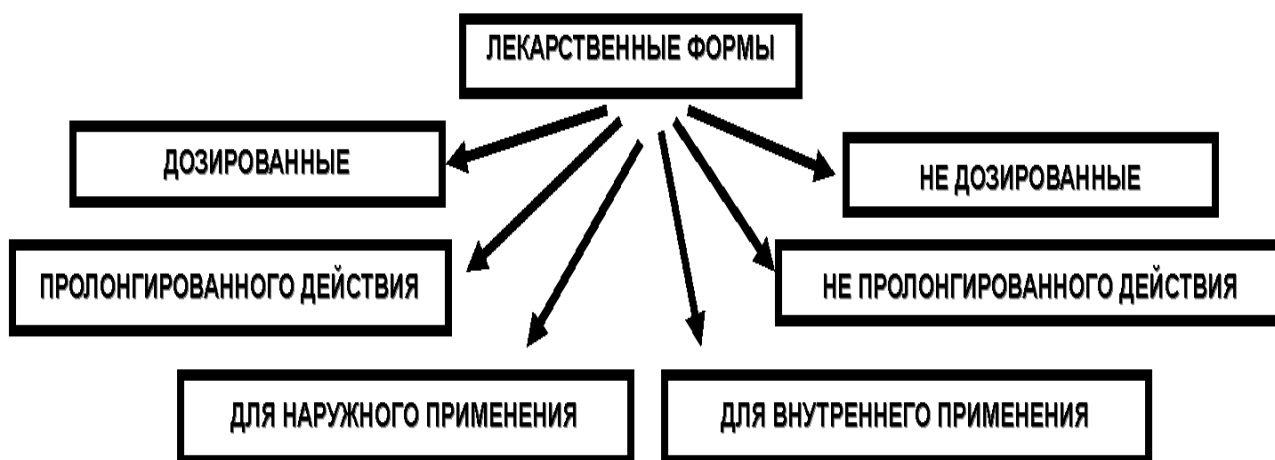 ЛЕКАРСТВЕННЫЕ ФОРМЫ
ДОЗИРОВАННЫЕ
НЕ ДОЗИРОВАННЫЕ
ПРОЛОНГИРОВАННОГО ДЕЙСТВИЯ
НЕ ПРОЛОНГИРОВАННОГО ДЕЙСТВИЯ
ДЛЯ НАРУЖНОГО ПРИМЕНЕНИЯ
ДЛЯ ВНУТРЕННЕГО ПРИМЕНЕНИЯ